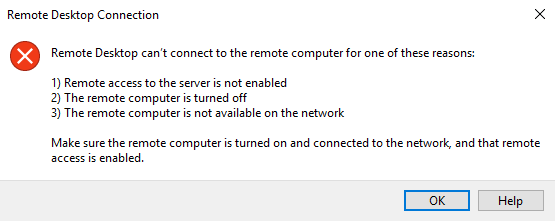 Remote Desktop Connection
Remote Desktop can't connect to the remote computer for one of these reasons:
1) Remote access to the server is not enabled
2) The remote computer is turned off
3) The remote computer is not available on the network
Make sure the remote computer is turned on and connected to the network, and that remote
access is enabled.
OK
Help